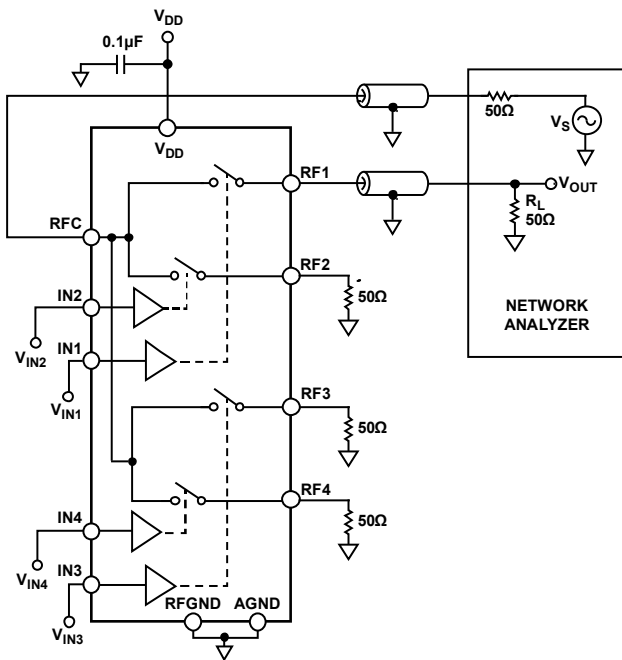 VDD
0.1μF
VDD
50Ω
VS
RF1
VOUT
RL
50Ω
RFC
RF2
50Ω
IN2
VIN2
IN1
VIN1
NETWORK
ANALYZER
RF3
50Ω
RF4
50Ω
IN4
VIN4
IN3
VIN3
RFGND
AGND